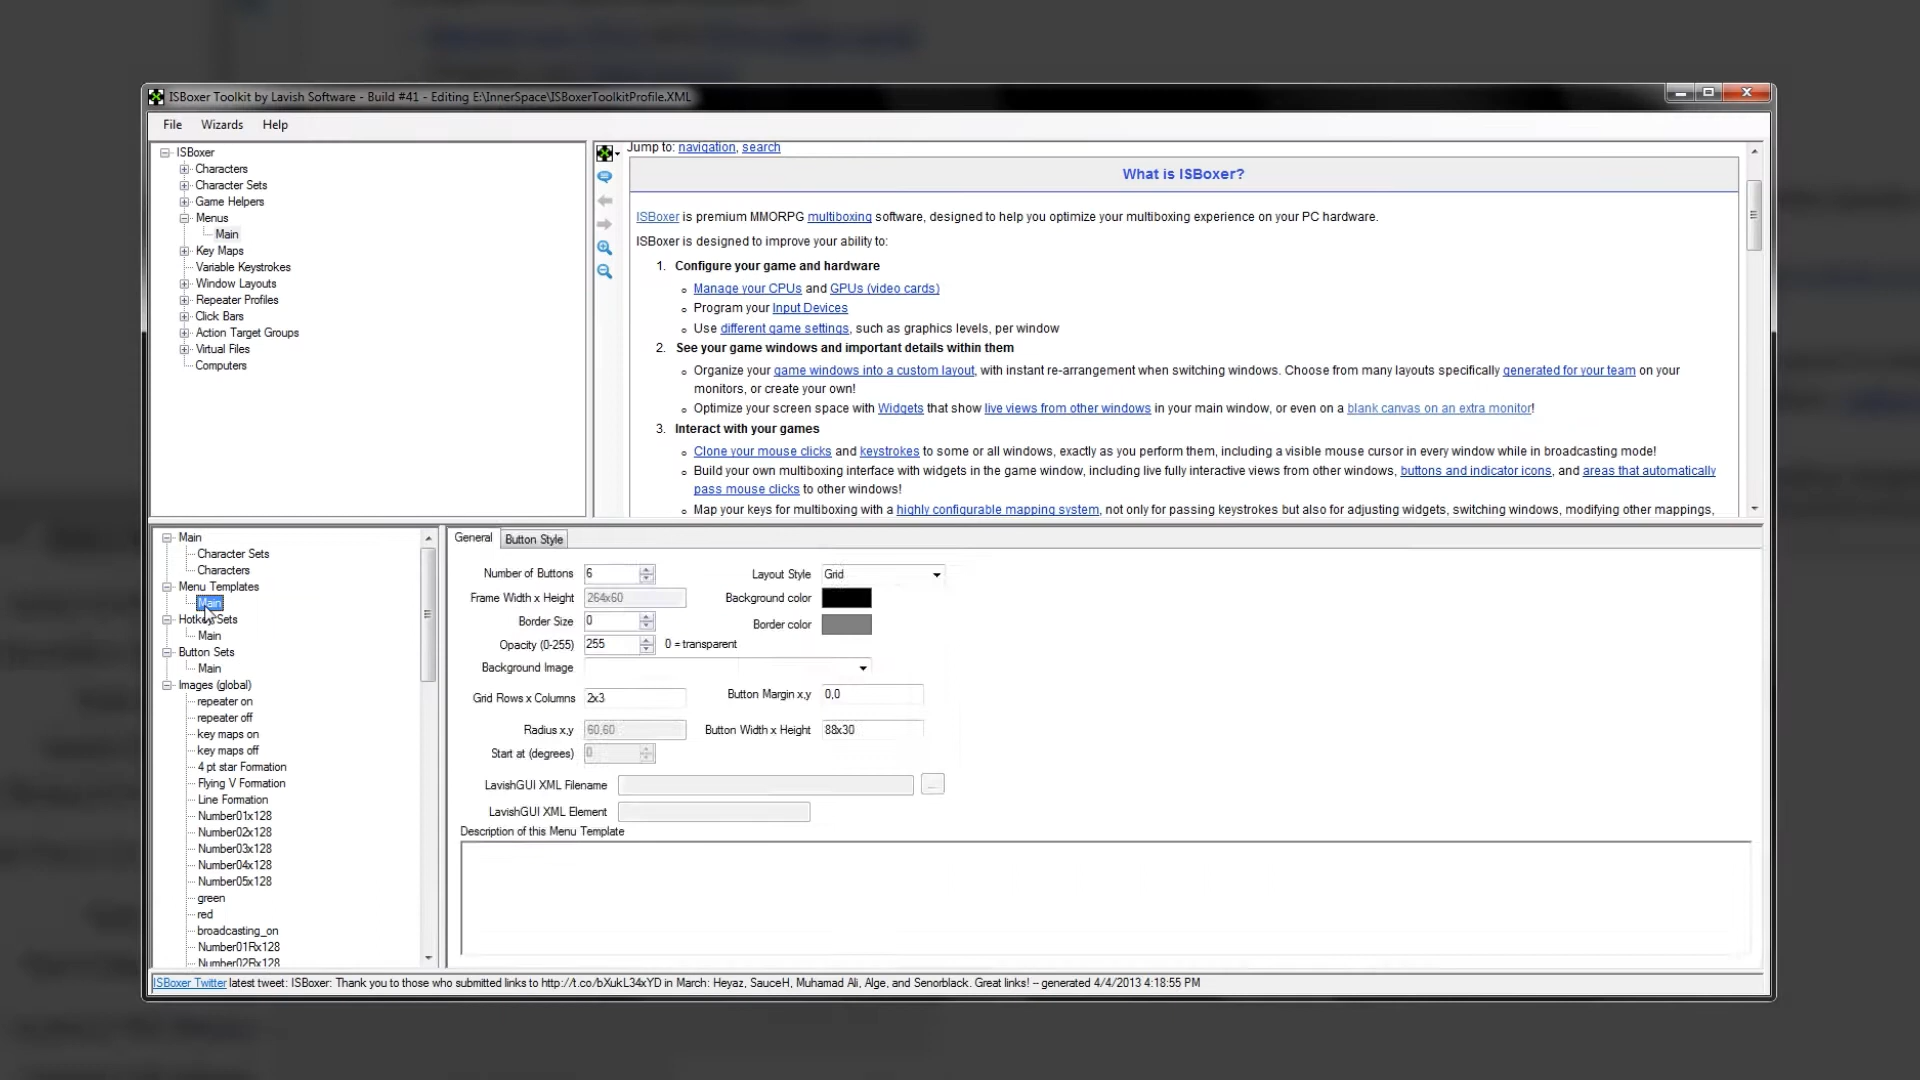 ISBoxer Toolkit by Lavish Software - Build #41 - Editing E:\InnerSpace\ISBoxerToolkitProfile.XML
File Wizards Help
ISBoxer
Characters
Character Sets
Game Helpers
Menus
Main
Key Maps
Variable Keystrokes
Window Layouts
Repeater Profiles
Click Bars
Action Target Groups
Virtual Files
Computers
Jump to: navigation, search
What is ISBoxer?
ISBoxer is premium MMORPG multiboxing software, designed to help you optimize your multiboxing experience on your PC hardware.
ISBoxer is designed to improve your ability to:
1. Configure your game and hardware
Manage your CPUs and GPUs (video cards)
Program your Input Devices
Use different game settings, such as graphics levels, per window
2. See your game windows and important details within them
Organize your game windows into a custom layout, with instant re-arrangement when switching windows. Choose from many layouts specifically generated for your team on your
monitors, or create your own!
Optimize your screen space with Widgets that show live views from other windows in your main window, or even on a blank canvas on an extra monitor!
3. Interact with your games
Clone your mouse clicks and keystrokes to some or all windows, exactly as you perform them, including a visible mouse cursor in every window while in broadcasting mode!
Build your own multiboxing interface with widgets in the game window, including live fully interactive views from other windows, buttons and indicator icons, and areas that automatically
pass mouse clicks to other windows!
Map your keys for multiboxing with a highly configurable mapping system, not only for passing keystrokes but also for adjusting widgets, switching windows, modifying other mappings,
Main
Character Sets
Characters
Menu Templates
Main
Hotkey Sets
Main
Button Sets
Main
Images (global)
repeater on
repeater off
key maps on
key maps off
4 pt star Formation
Flying V Formation
Line Formation
Number01x128
Number02x128
Number03x128
Number04x128
Number05x128
green
red
broadcasting_on
Number01Rx128
Number02Rx128
General Button Style
Number of Buttons 6 Layout Style Grid
Frame Width x Height 264x60 Background color
Border Size 0 Border color
Opacity (0-255) 255 0 = transparent
Background Image
Grid Rows x Columns 2x3 Button Margin x,y 0,0
Radius x,y 60,60 Button Width x Height 88x30
Start at (degrees) 0
LavishGUI XML Filename ...
LavishGUI XML Element
Description of this Menu Template
ISBoxer Twitter latest tweet: ISBoxer: Thank you to those who submitted links to http://t.co/bXukL34xYD in March: Heyaz, SauceH, Muhamad Ali, Alge, and Senorblack. Great links! -- generated 4/4/2013 4:18:55 PM